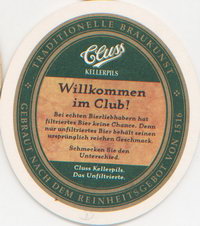 TRADITIONELLE BRAUKUNST
Cluss
KELLERPILS
Willkommen
im Club!
Bei echten Bierliebhabern hat
filtriertes Bier keine Chance. Denn
nur unfiltriertes Bier behält seinen
ursprünglich reichen Geschmack.
Schmecken Sie den
Unterschied.
Cluss Kellerpils.
Das Unfiltrierte.
GEBRAUT NACH DEM REINHEITSGEBOT VON 1516